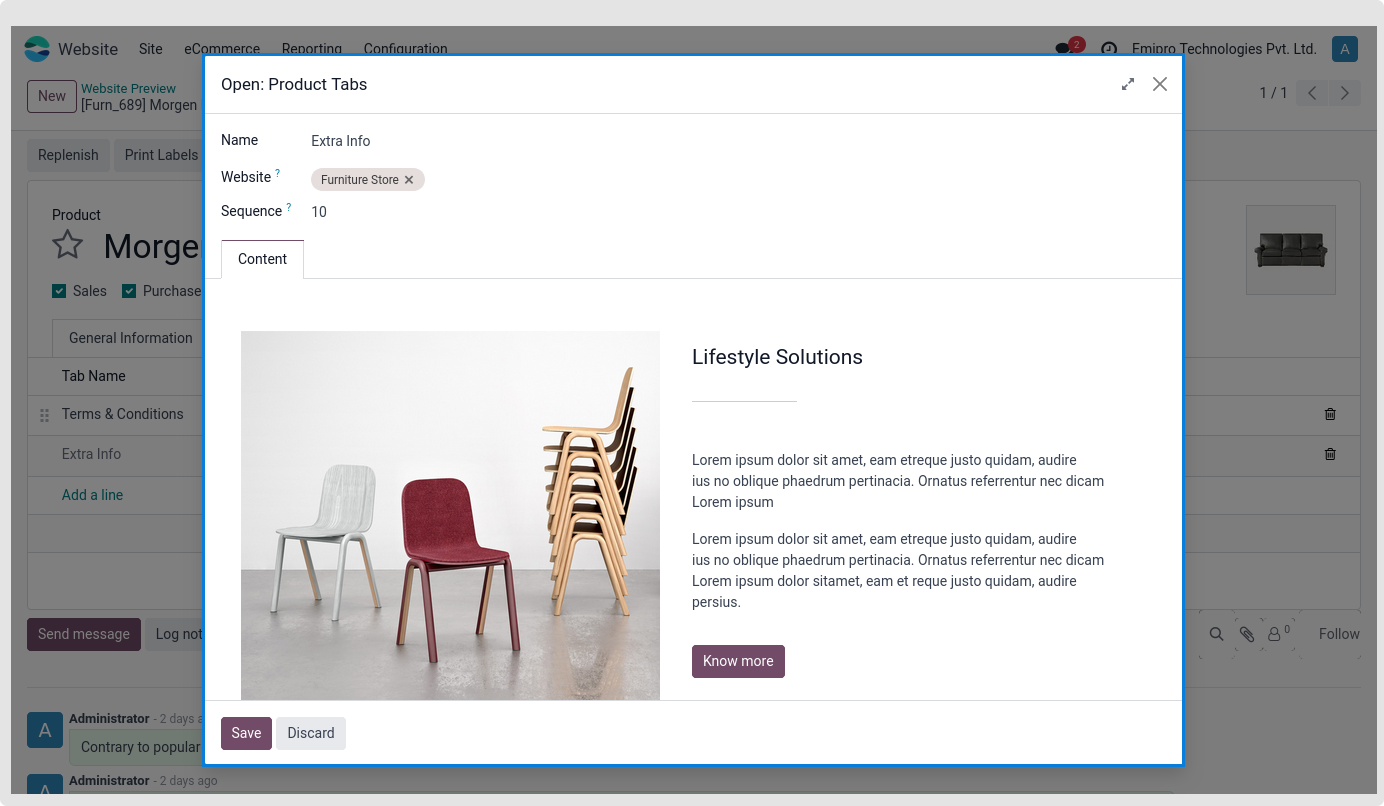 Website Site eCommerce Reporting Configuration 2 Emipro Technologies Pvt. Ltd. A
New Website Preview
[Furn_689] Morgen
1 / 1
Replenish Print Labels
Product
Morge
Sales Purchase
General Information
Tab Name
Terms & Conditions
Extra Info
Add a line
Send message Log not
0 Follow
A Administrator - 2 days a
Contrary to popular
A Administrator - 2 days ago
Open: Product Tabs
Name Extra Info
Website ? Furniture Store
Sequence ? 10
Content
Lifestyle Solutions
Lorem ipsum dolor sit amet, eam etreque justo quidam, audire
ius no oblique phaedrum pertinacia. Ornatus referrentur nec dicam
Lorem ipsum
Lorem ipsum dolor sit amet, eam etreque justo quidam, audire
ius no oblique phaedrum pertinacia. Ornatus referrentur nec dicam
Lorem ipsum dolor sitamet, eam et reque justo quidam, audire
persius.
Know more
Save Discard